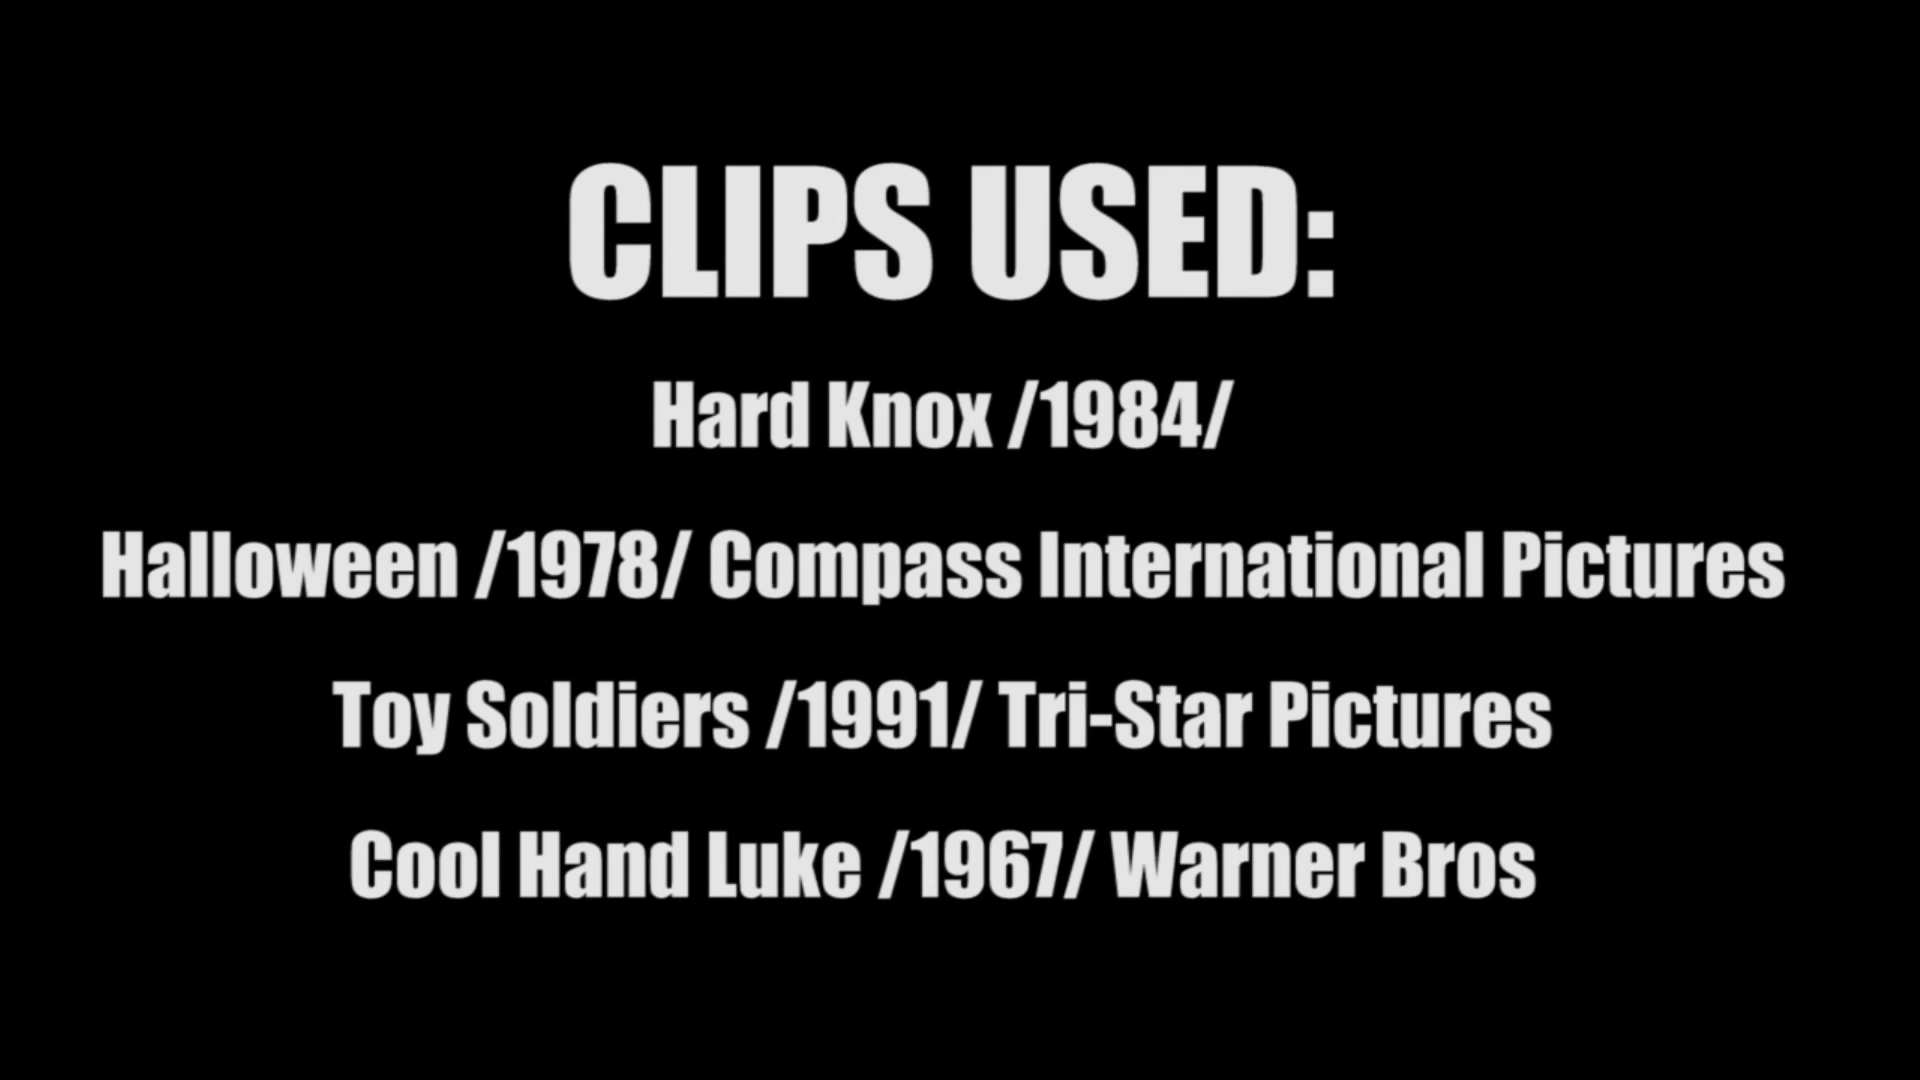 CLIPS USED:
Hard Knox /1984/
Halloween /1978/ Compass International Pictures
Toy Soldiers /1991/ Tri-Star Pictures
Cool Hand Luke /1967/ Warner Bros